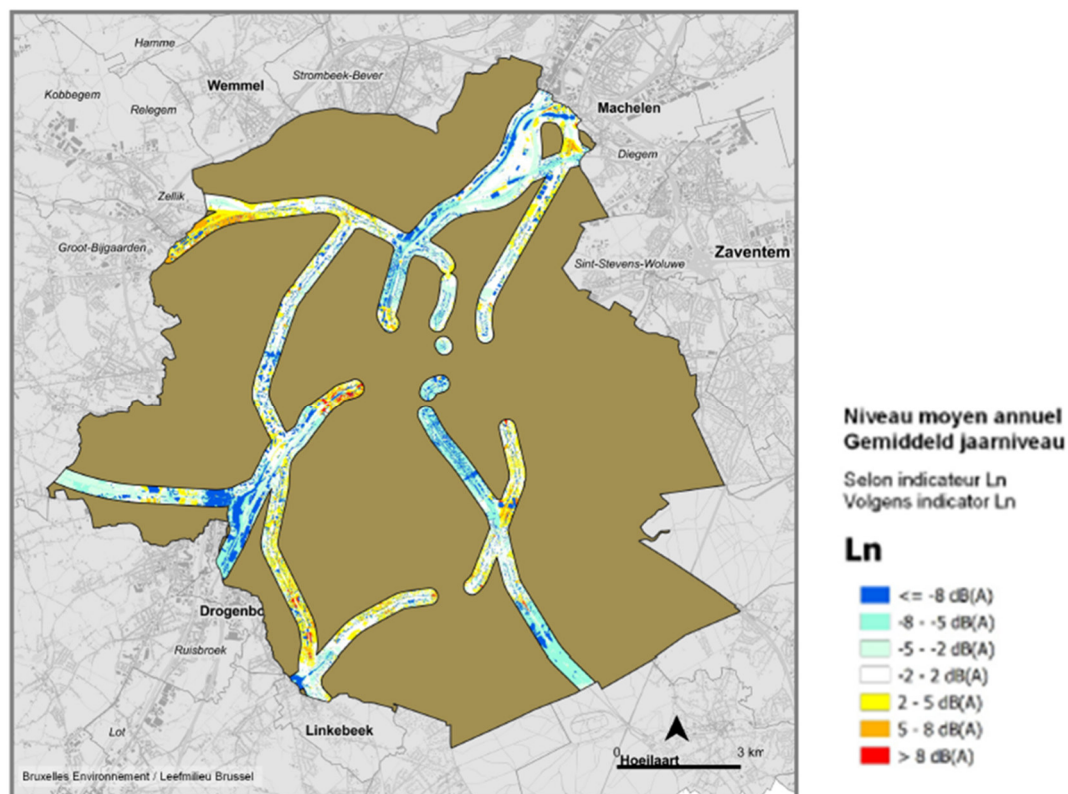 Hamme
Wemmel
Strombeek-Bever
Kobbegem
Relegem
Machelen
Diegem
Zellik
Groot-Bijgaarden
Zaventem
Sint-Stevens-Woluwe
Drogenbo
Ruisbroek
Lot
Linkebeek
0
3 km
Hoeilaart
Bruxelles Environnement / Leefmilieu Brussel
Niveau moyen annuel
Gemiddeld jaarniveau
Selon indicateur Ln
Volgens indicator Ln
Ln
<= -8 dB(A)
-8 - -5 dB(A)
-5 - -2 dB(A)
-2 - 2 dB(A)
2 - 5 dB(A)
5 - 8 dB(A)
> 8 dB(A)